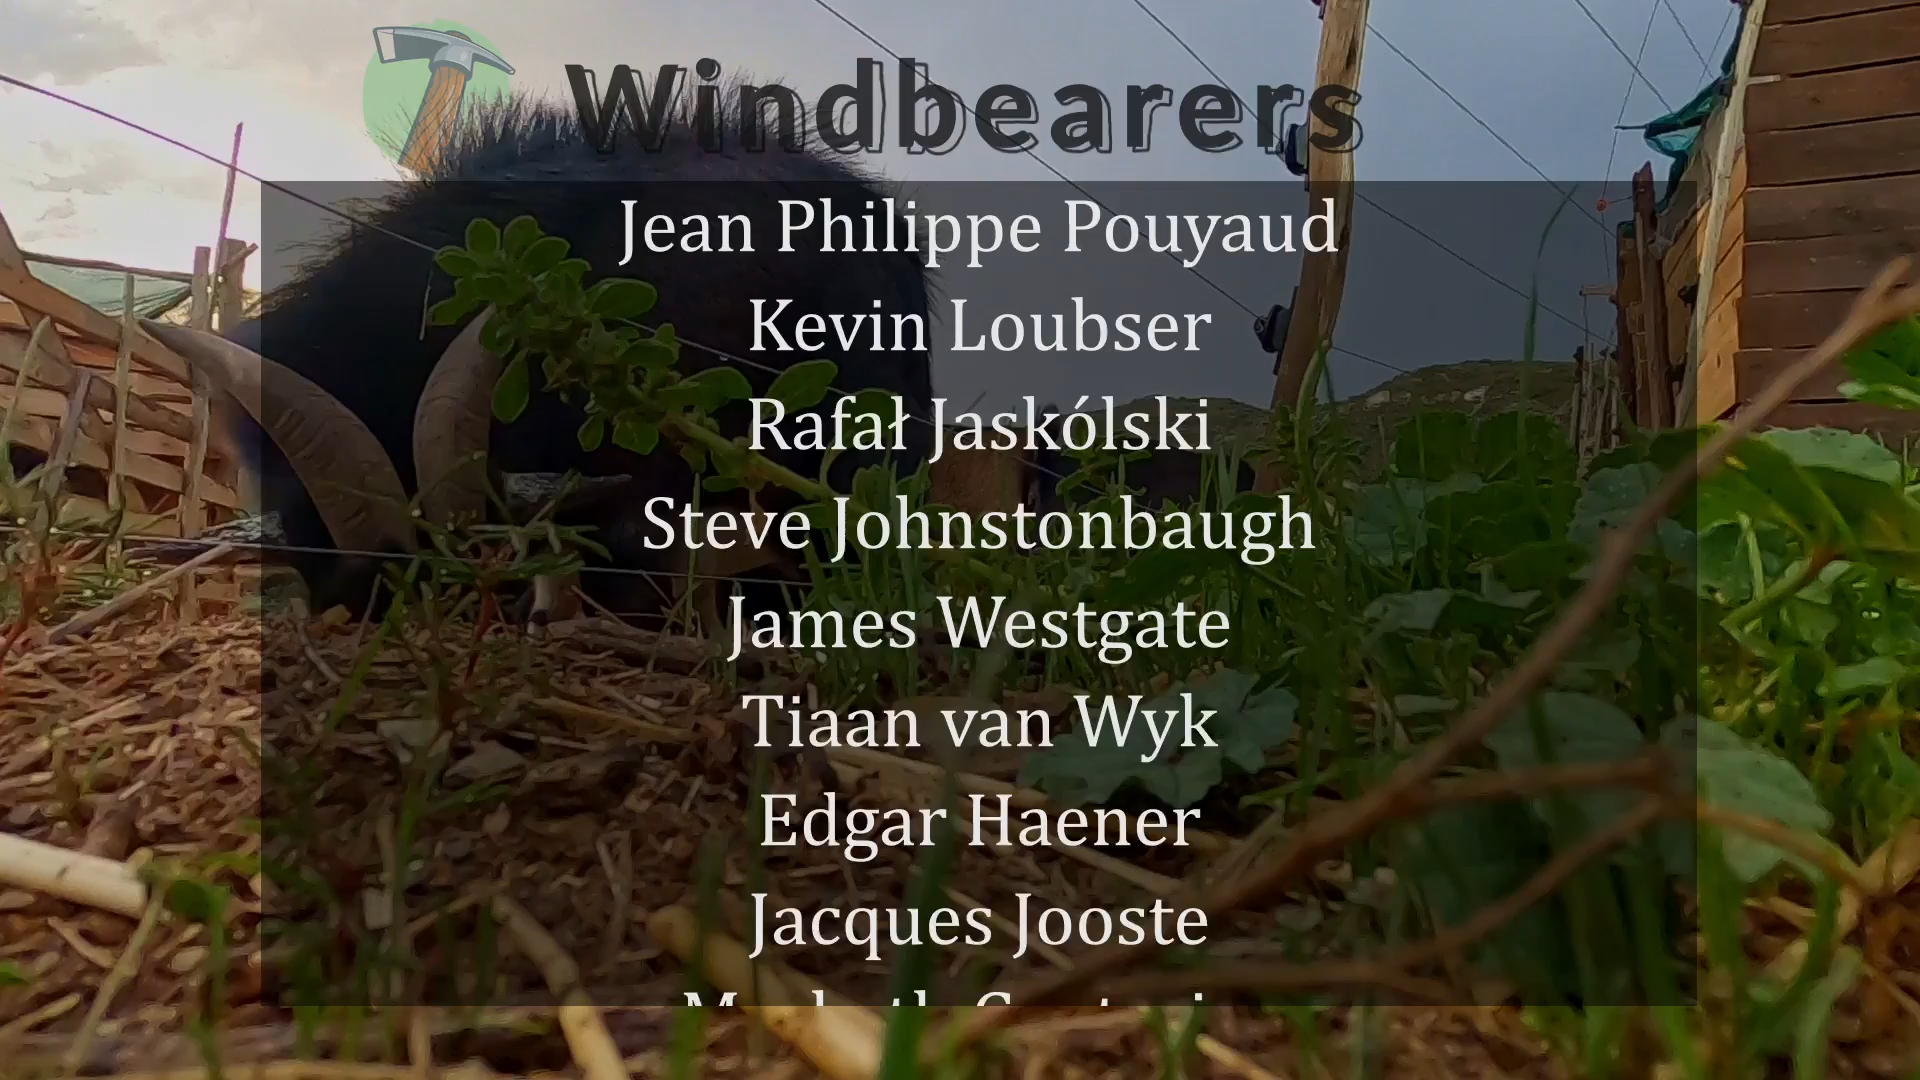 Windbearers
Jean Philippe Pouyaud
Kevin Loubser
Rafał Jaskólski
Steve Johnstonbaugh
James Westgate
Tiaan van Wyk
Edgar Haener
Jacques Jooste